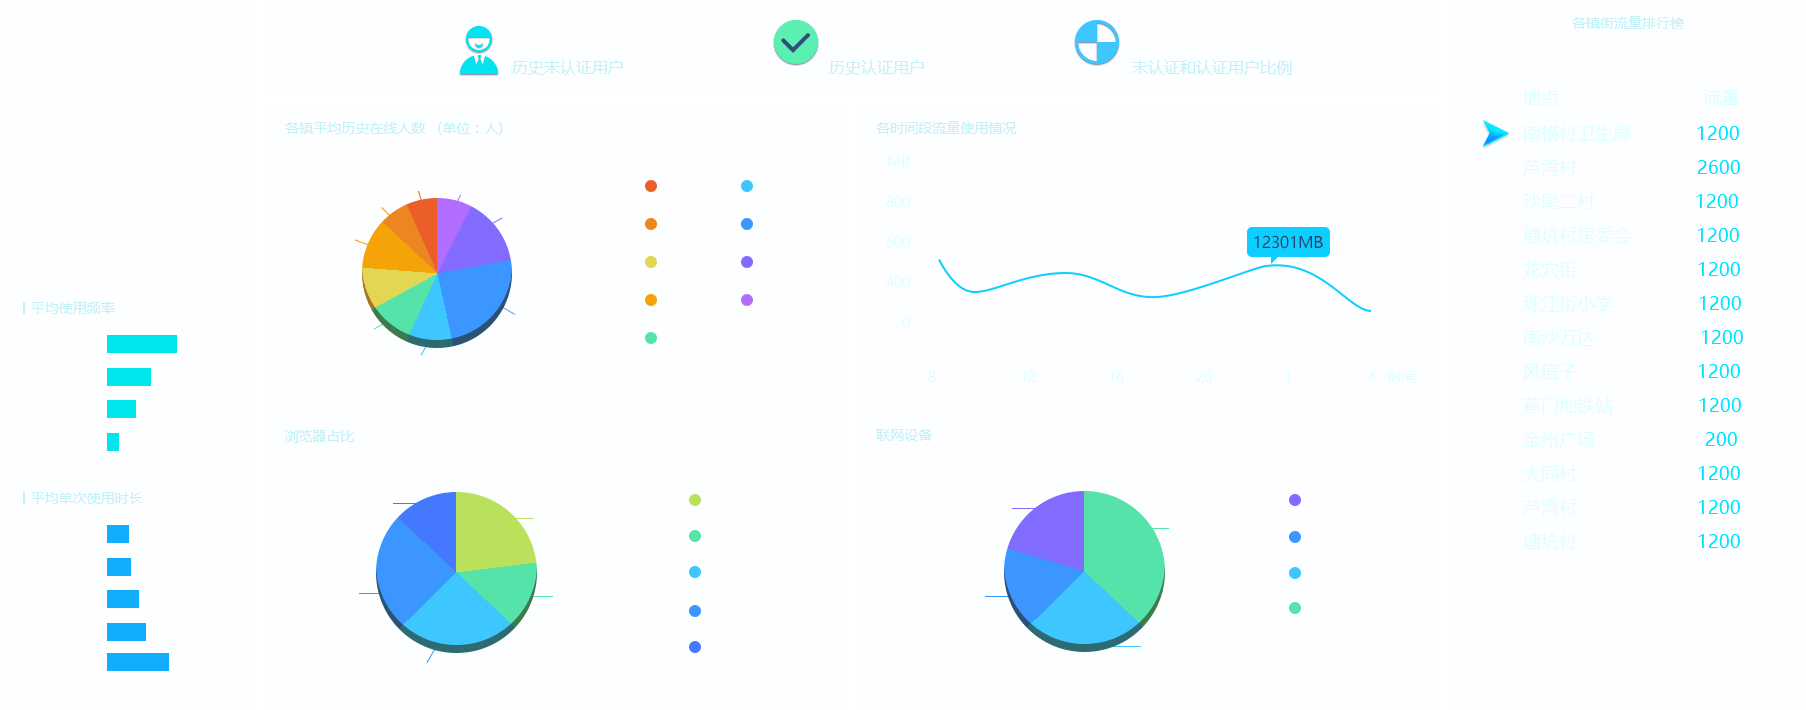 历史未认证用户
历史认证用户
未认证和认证用户比例
各镇平均历史在线人数 （单位：人）
各时间段流量使用情况
MB
800
600
400
0
12301MB
8 12 16 20 1 4 时间
平均使用频率
平均单次使用时长
浏览器占比
联网设备
各镇街流量排行榜
地点 流量
南横村卫生局 1200
芦湾村 2600
沙尾二村 1200
塘坑村居委会 1200
龙穴街 1200
珠江街小学 1200
南沙万达 1200
风信子 1200
蕉门地铁站 1200
金州广场 200
大同村 1200
芦湾村 1200
塘坑村 1200